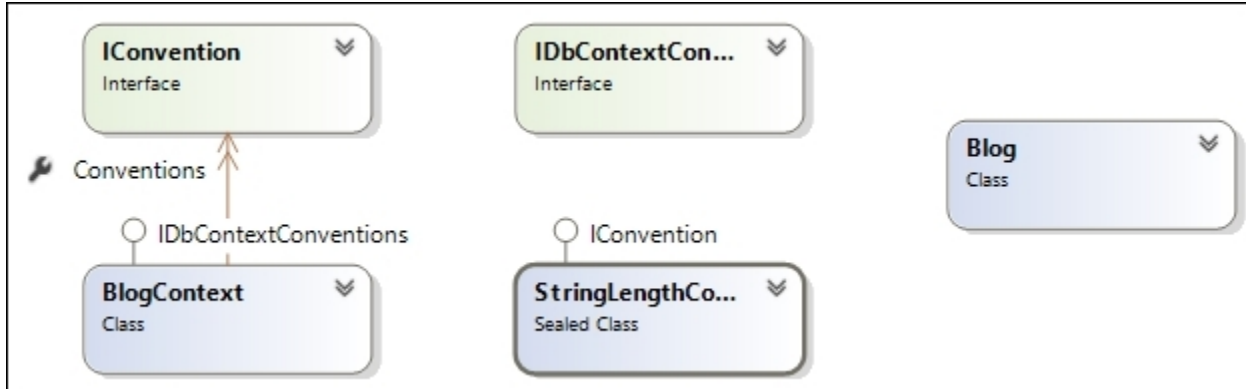 IConvention
Interface
IDbContextCon...
Interface
Blog
Class
Conventions
IDbContextConventions
IConvention
BlogContext
Class
StringLengthCo...
Sealed Class